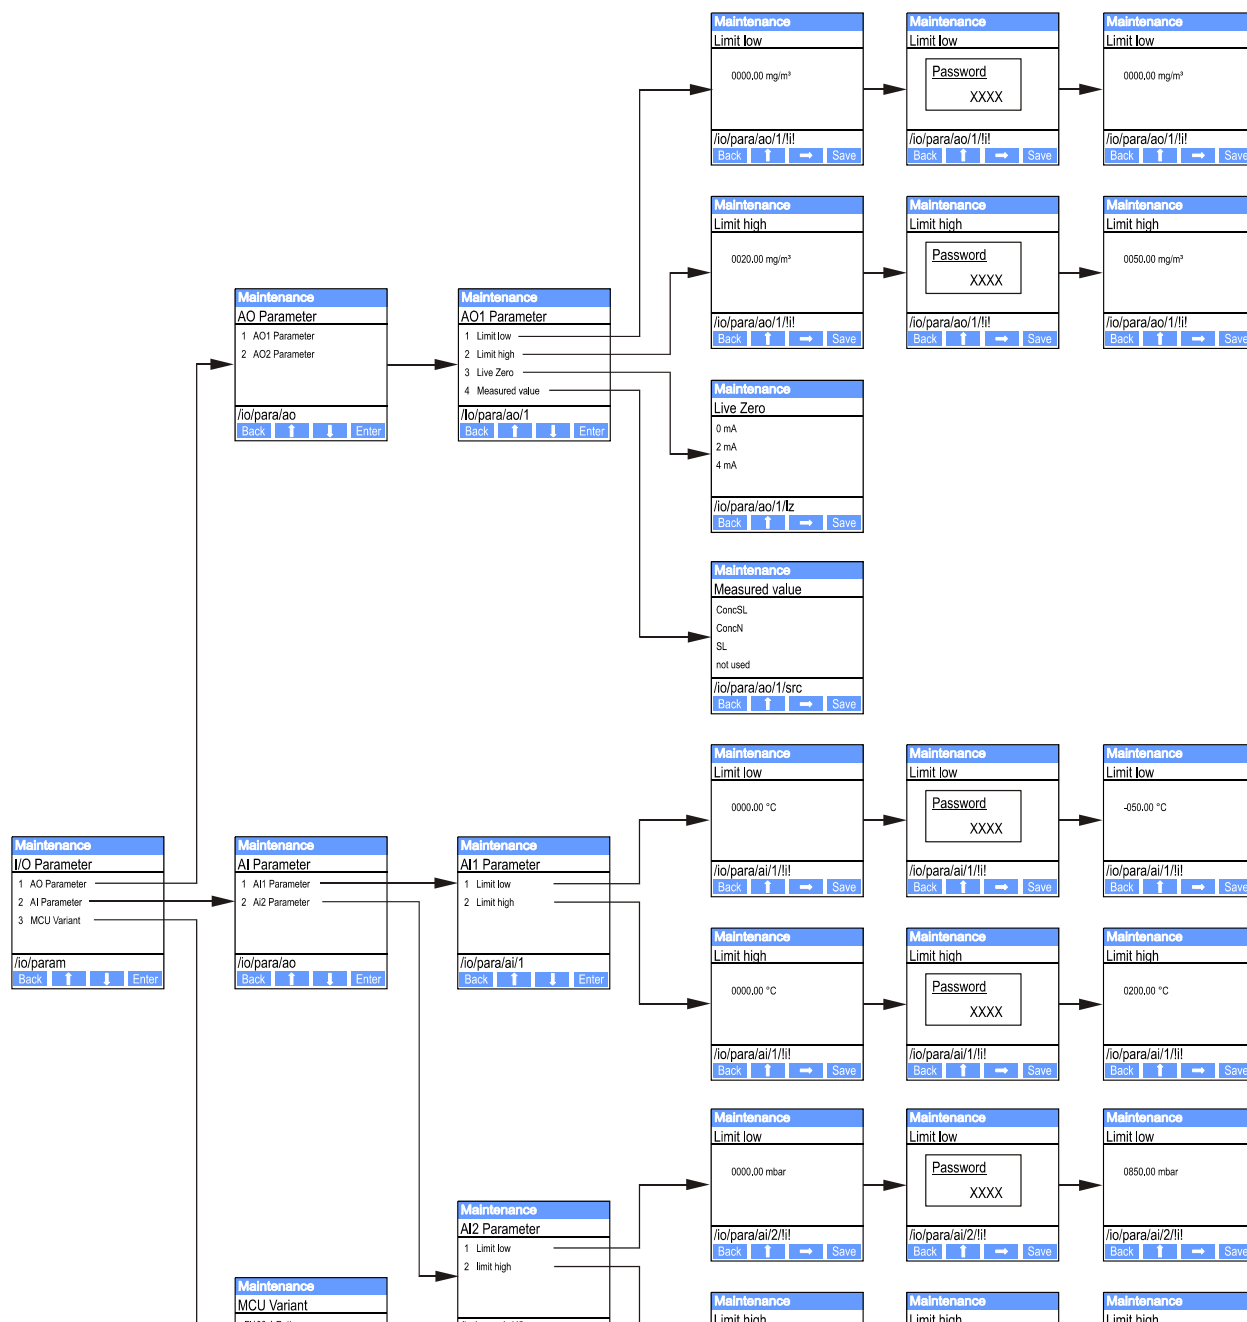 Maintenance
Limit low
0000.00 mg/m³
/io/para/ao/1/!i!
Back Save
Maintenance
Limit low
Password
XXXX
/io/para/ao/1/!i!
Back Save
Maintenance
Limit low
0000.00 mg/m³
/io/para/ao/1/!i!
Back Save
Maintenance
Limit high
0020.00 mg/m³
/io/para/ao/1/!i!
Back Save
Maintenance
Limit high
Password
XXXX
/io/para/ao/1/!i!
Back Save
Maintenance
Limit high
0050.00 mg/m³
/io/para/ao/1/!i!
Back Save
Maintenance
AO Parameter
1 AO1 Parameter
2 AO2 Parameter
/io/para/ao
Back Enter
Maintenance
AO1 Parameter
1 Limit low
2 Limit high
3 Live Zero
4 Measured value
/Io/para/ao/1
Back Enter
Maintenance
Live Zero
0 mA
2 mA
4 mA
/io/para/ao/1/lz
Back Save
Maintenance
Measured value
ConcSL
ConcN
SL
not used
/io/para/ao/1/src
Back Save
Maintenance
Limit low
0000.00 °C
/io/para/ai/1/!i!
Back Save
Maintenance
Limit low
Password
XXXX
/io/para/ai/1/!i!
Back Save
Maintenance
Limit low
-050.00 °C
/io/para/ai/1/!i!
Back Save
Maintenance
I/O Parameter
1 AO Parameter
2 AI Parameter
3 MCU Variant
/io/param
Back Enter
Maintenance
AI Parameter
1 AI1 Parameter
2 Ai2 Parameter
/io/para/ao
Back Enter
Maintenance
AI1 Parameter
1 Limit low
2 Limit high
/io/para/ai/1
Back Enter
Maintenance
Limit high
0000.00 °C
/io/para/ai/1/!i!
Back Save
Maintenance
Limit high
Password
XXXX
/io/para/ai/1/!i!
Back Save
Maintenance
Limit high
0200.00 °C
/io/para/ai/1/!i!
Back Save
Maintenance
Limit low
0000.00 mbar
/io/para/ai/2/!i!
Back Save
Maintenance
Limit low
Password
XXXX
/io/para/ai/2/!i!
Back Save
Maintenance
Limit low
0850.00 mbar
/io/para/ai/2/!i!
Back Save
Maintenance
AI2 Parameter
1 Limit low
2 limit high
Maintenance
MCU Variant
Maintenance
Limit high
Maintenance
Limit high
Maintenance
Limit high